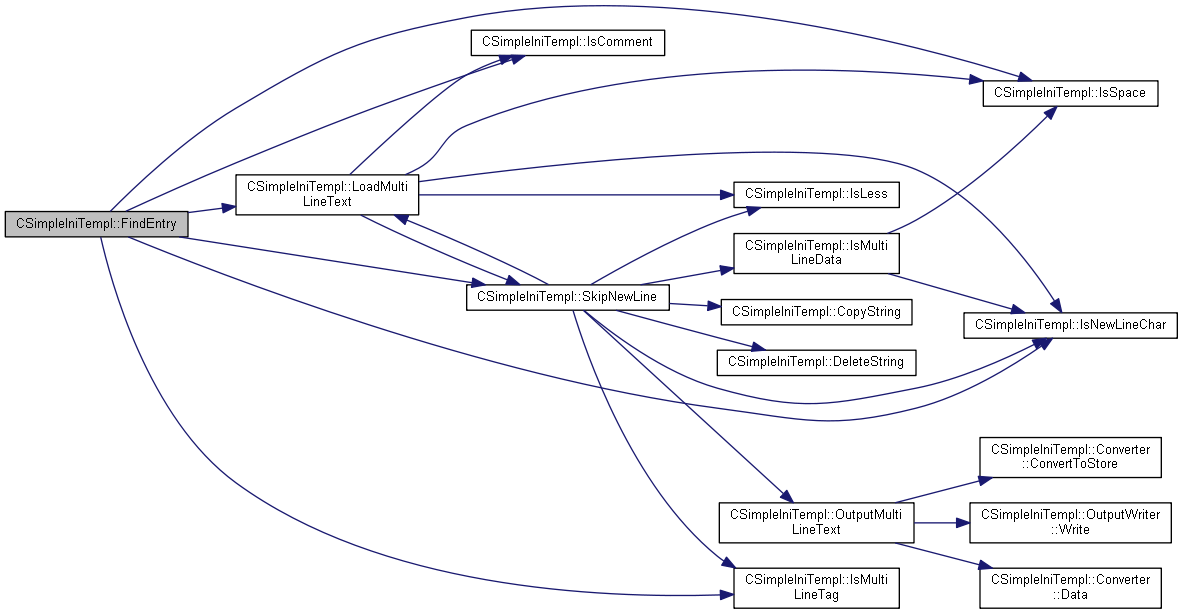 CSimpleIniTempl::FindEntry
CSimpleIniTempl::LoadMulti
LineText
CSimpleIniTempl::IsComment
CSimpleIniTempl::SkipNewLine
CSimpleIniTempl::IsSpace
CSimpleIniTempl::IsLess
CSimpleIniTempl::IsMulti
LineData
CSimpleIniTempl::CopyString
CSimpleIniTempl::IsNewLineChar
CSimpleIniTempl::DeleteString
CSimpleIniTempl::OutputMulti
LineText
CSimpleIniTempl::IsMulti
LineTag
CSimpleIniTempl::Converter
::ConvertToStore
CSimpleIniTempl::OutputWriter
::Write
CSimpleIniTempl::Converter
::Data